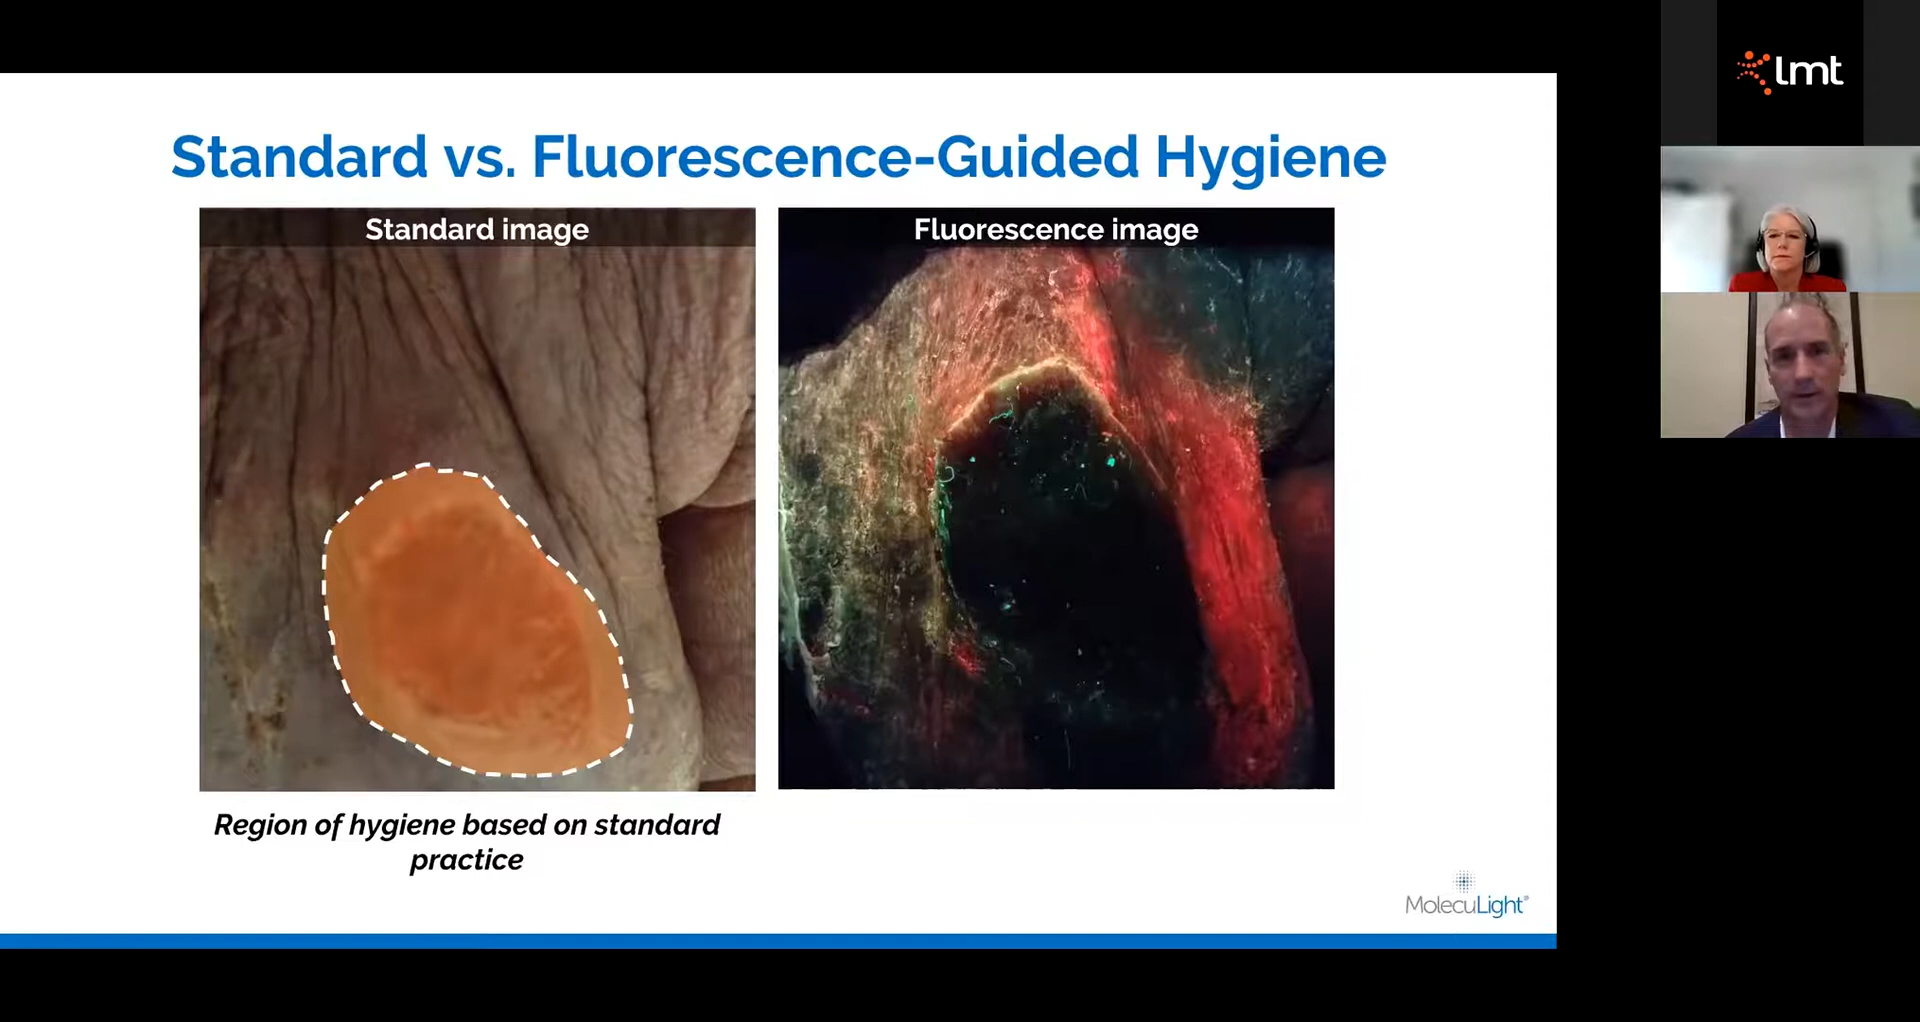 Standard vs. Fluorescence-Guided Hygiene
Standard image
Fluorescence image
Region of hygiene based on standard
practice
MolecuLight®
lmt